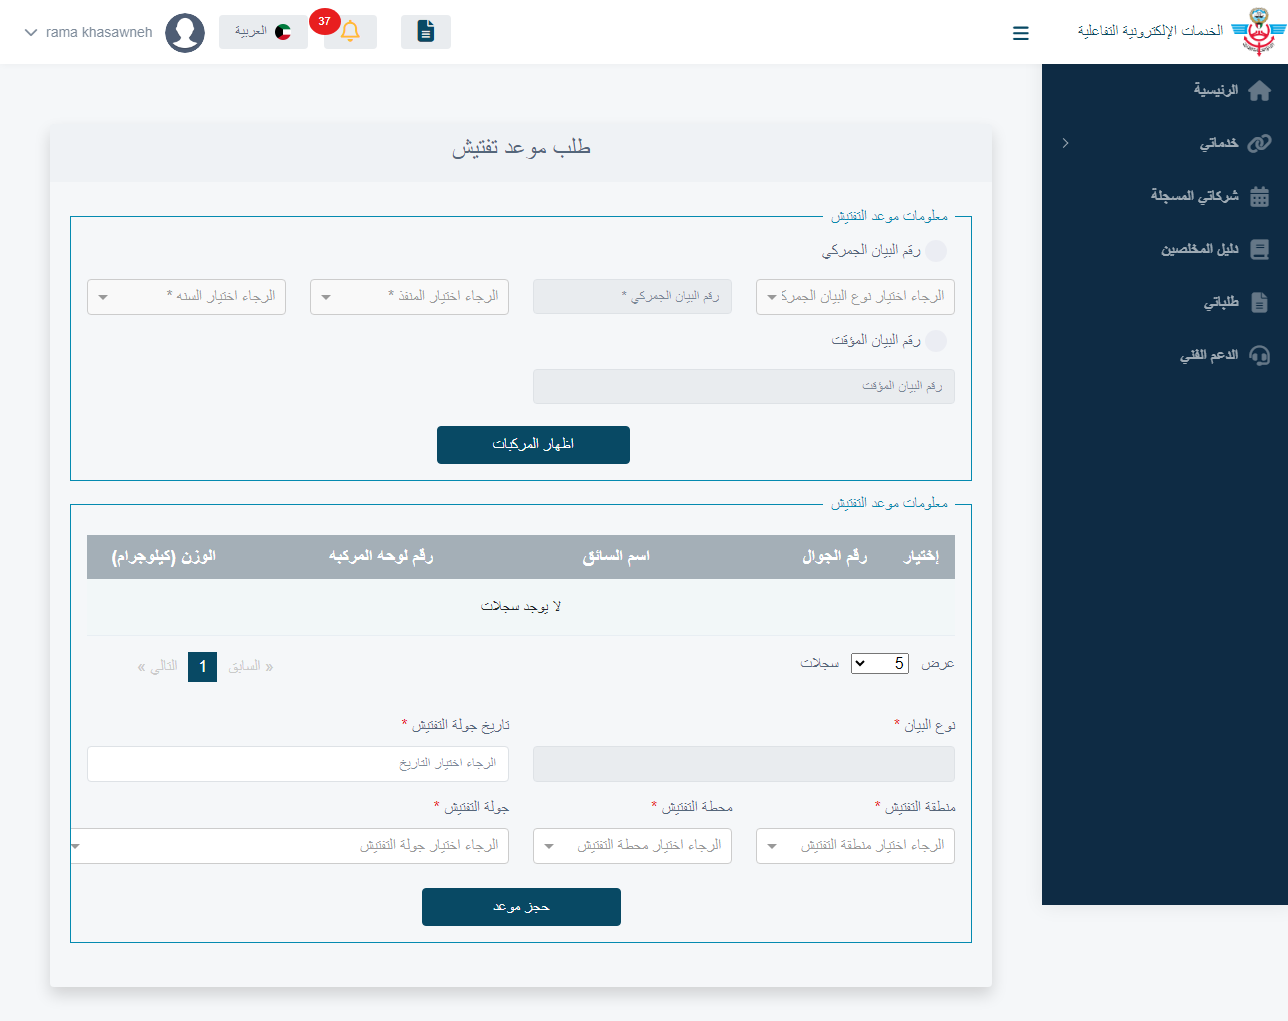 الخدمات الإلكترونية التفاعلية
37
العربية
rama khasawneh
الرئيسية
خدماتي
شركاتي المسجلة
دليل المخلصين
طلباتي
الدعم الفني
طلب موعد تفتيش
معلومات موعد التفتيش
رقم البيان الجمركي
الرجاء اختيار نوع البيان الجمرك
رقم البيان الجمركي *
الرجاء اختيار المنفذ *
الرجاء اختيار السنه *
رقم البيان المؤقت
رقم البيان المؤقت
اظهار المركبات
معلومات موعد التفتيش
إختيار رقم الجوال اسم السائق رقم لوحه المركبه الوزن (كيلوجرام)
لا يوجد سجلات
عرض 5 سجلات
« السابق 1 التالي »
نوع البيان *
تاريخ جولة التفتيش *
الرجاء اختيار التاريخ
منطقة التفتيش *
محطة التفتيش *
جولة التفتيش *
الرجاء اختيار منطقة التفتيش
الرجاء اختيار محطة التفتيش
الرجاء اختيار جولة التفتيش
حجز موعد